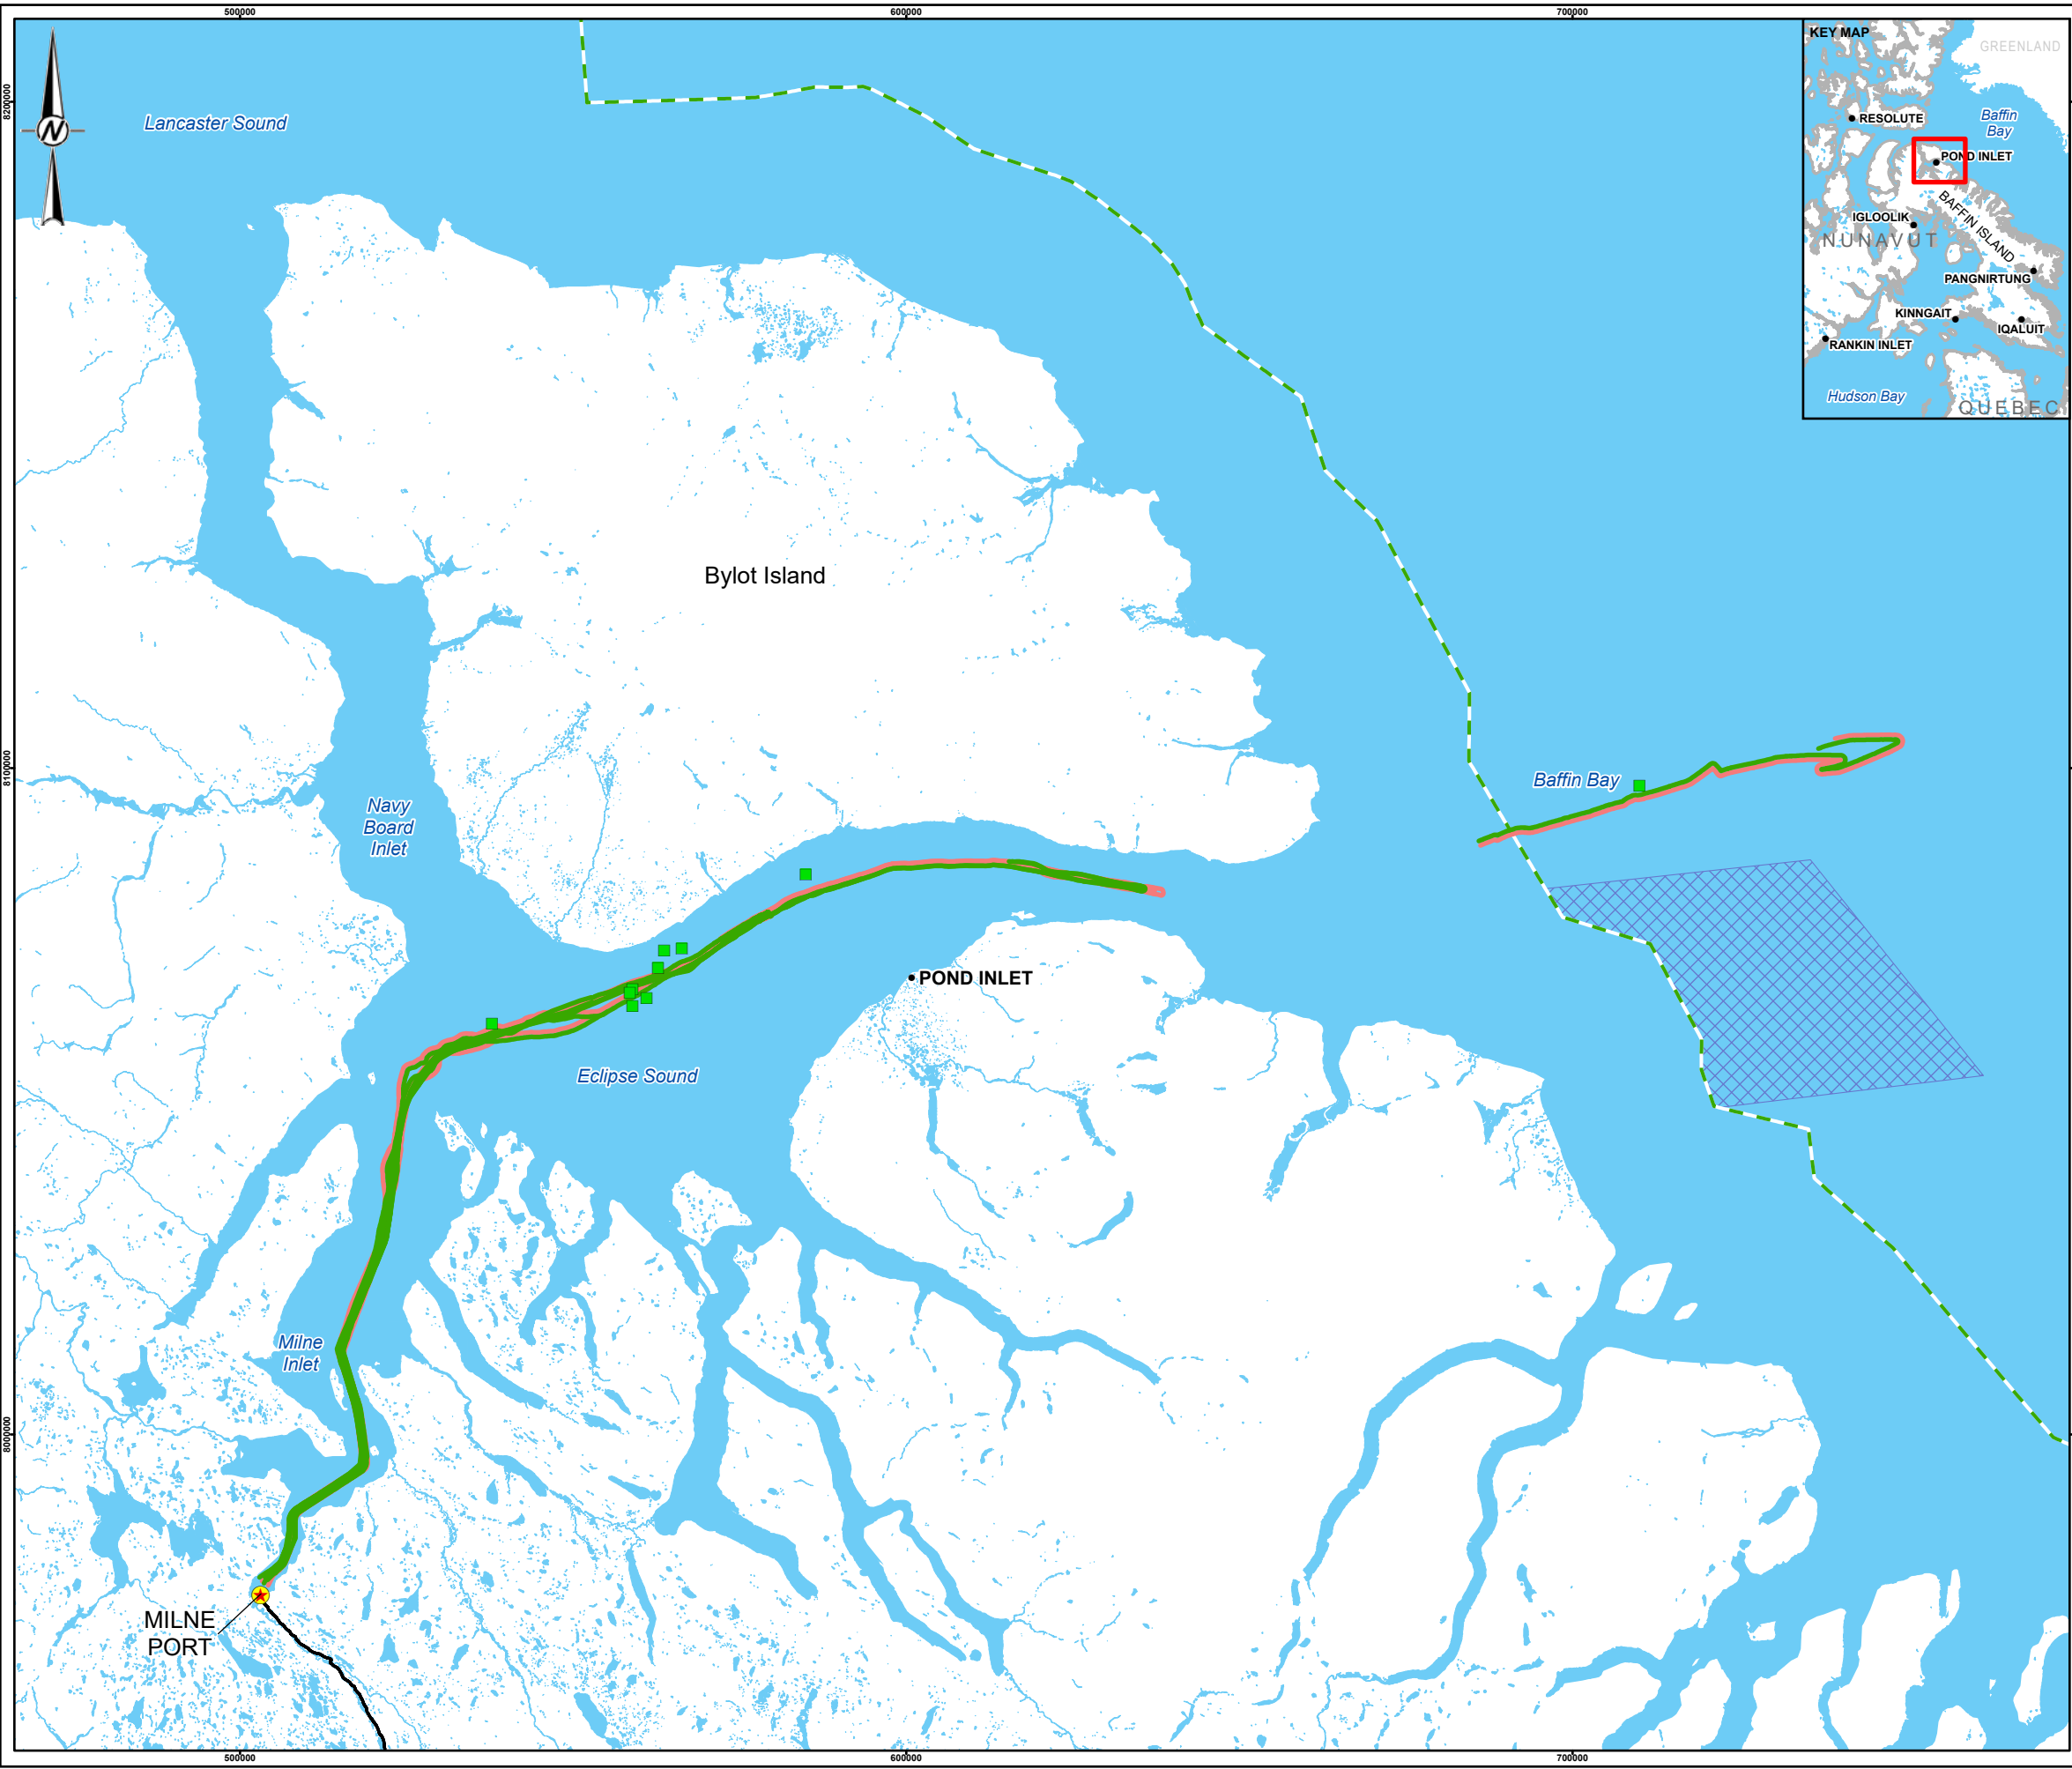 500000
600000
700000
KEY MAP
GREENLAND
8200000
Lancaster Sound
N
Baffin
Bay
RESOLUTE
POND INLET
BAFFIN ISLAND
IGLOOLIK
NUNAVUT
PANGNIRTUNG
KINNGAIT
IQALUIT
RANKIN INLET
Hudson Bay
QUEBEC
Bylot Island
8100000
Baffin Bay
Navy
Board
Inlet
POND INLET
Eclipse Sound
Milne
Inlet
8000000
MILNE
PORT
500000
600000
700000